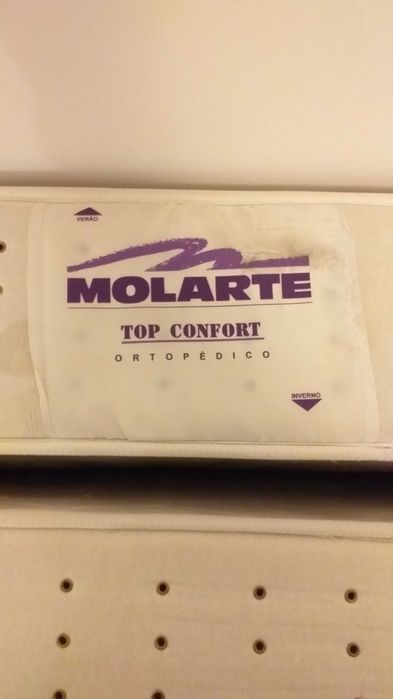 VERÃO
MOLARTE
TOP CONFORT
ORTOPÉDICO
INVERNO